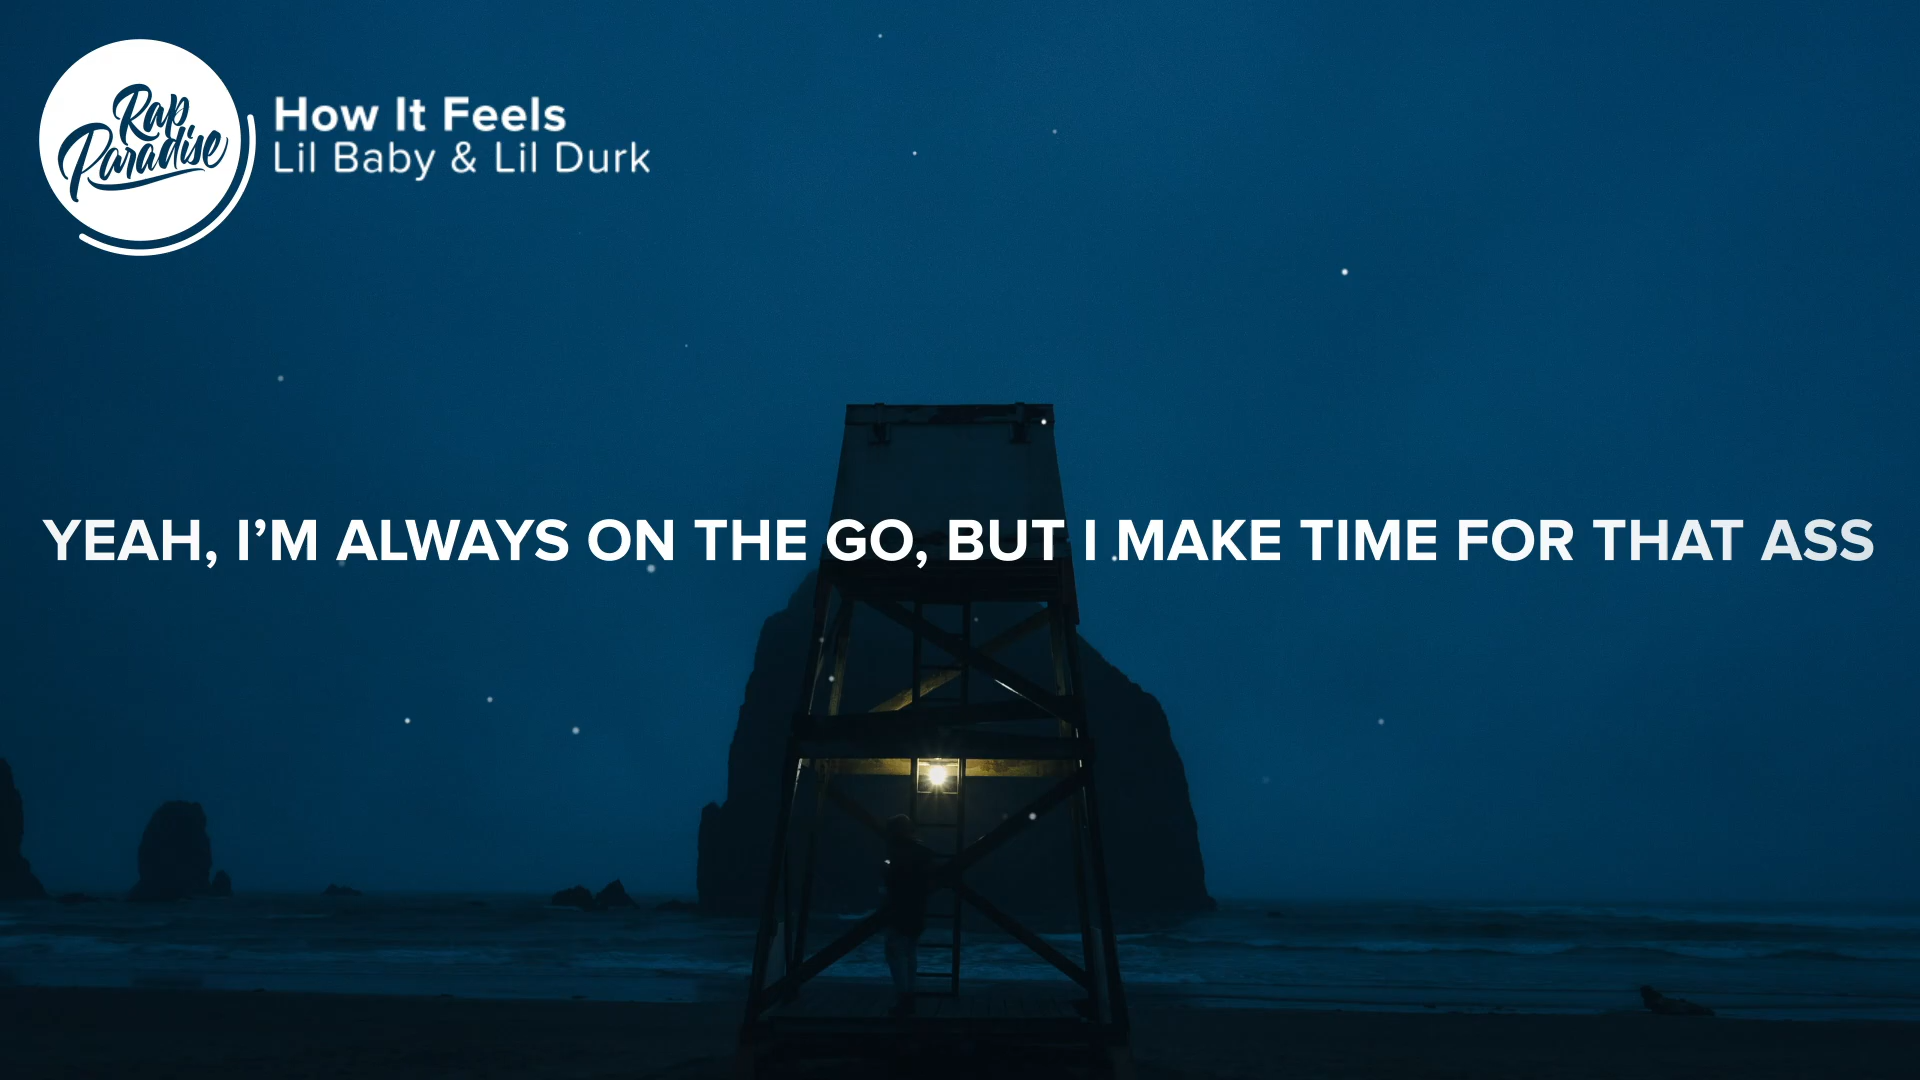 Rap
Paradise
How It Feels
Lil Baby & Lil Durk
YEAH, I’M ALWAYS ON THE GO, BUT I MAKE TIME FOR THAT ASS